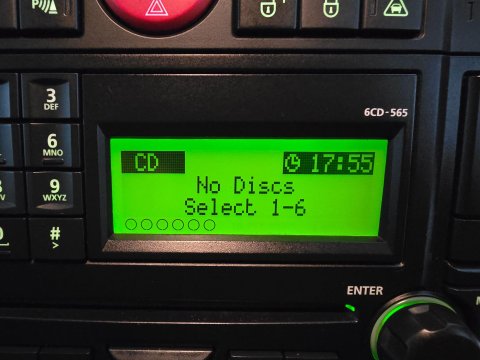 P
3
DEF
6CD-565
6
MNO
CD 17:55
No Discs
Select 1-6
9
WXYZ
#
>
ENTER